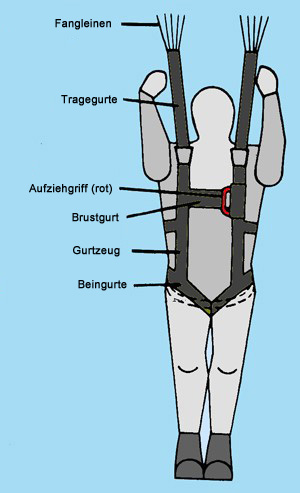 Fangleinen
Tragegurte
Aufziehgriff (rot)
Brustgurt
Gurtzeug
Beingurte